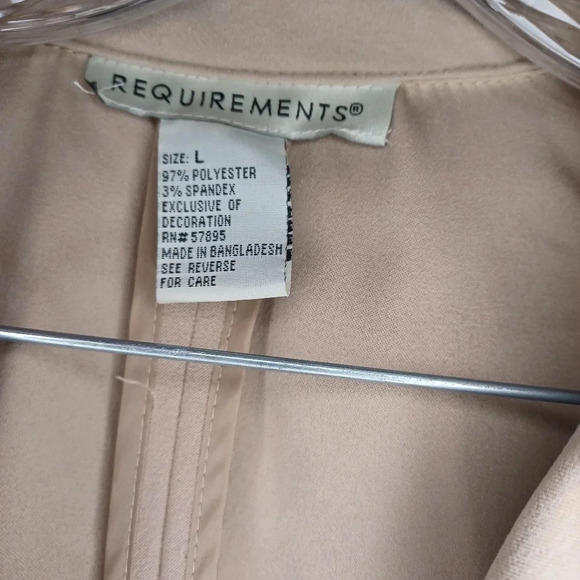 REQUIREMENTS®
SIZE: L
97% POLYESTER
3% SPANDEX
EXCLUSIVE OF
DECORATION
RN# 57895
MADE IN BANGLADESH
SEE REVERSE
FOR CARE